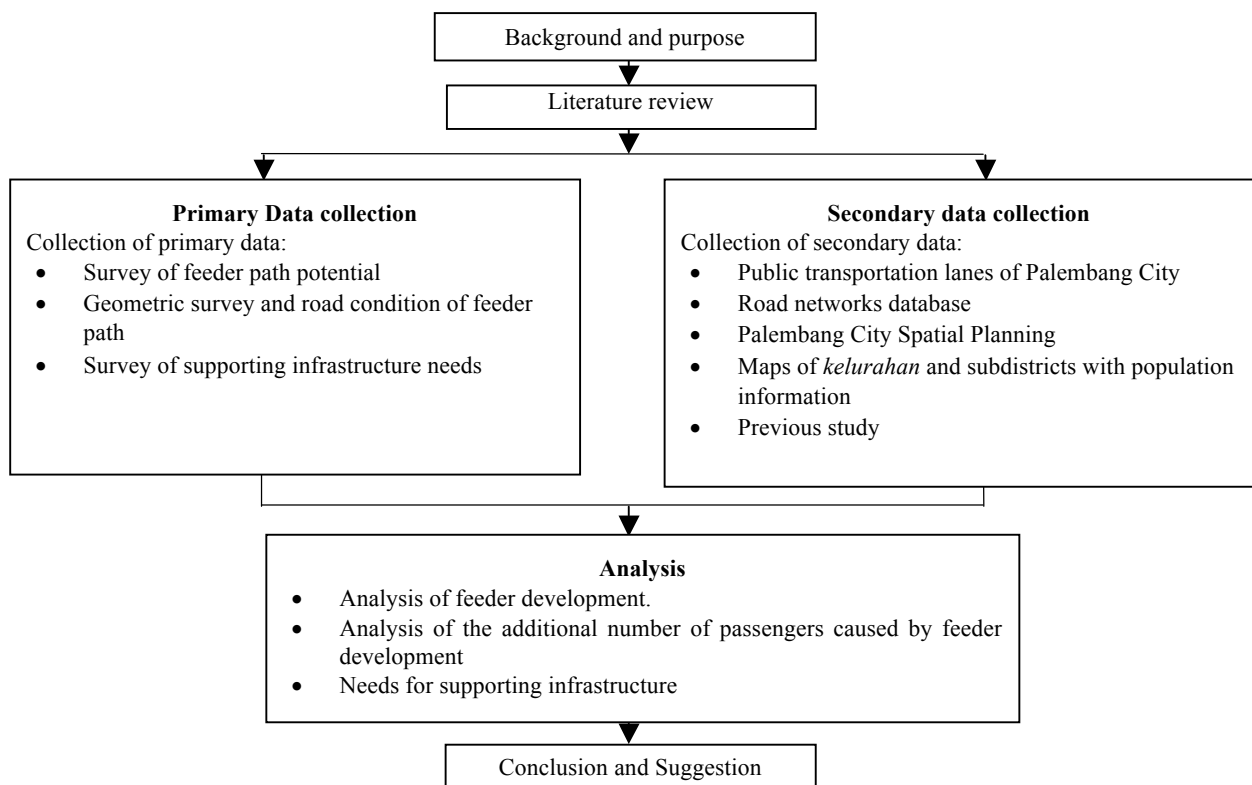 Background and purpose
Literature review
Primary Data collection
Collection of primary data:
• Survey of feeder path potential
• Geometric survey and road condition of feeder
path
• Survey of supporting infrastructure needs
Secondary data collection
Collection of secondary data:
• Public transportation lanes of Palembang City
• Road networks database
• Palembang City Spatial Planning
• Maps of kelurahan and subdistricts with population
information
• Previous study
Analysis
• Analysis of feeder development.
• Analysis of the additional number of passengers caused by feeder
development
• Needs for supporting infrastructure
Conclusion and Suggestion